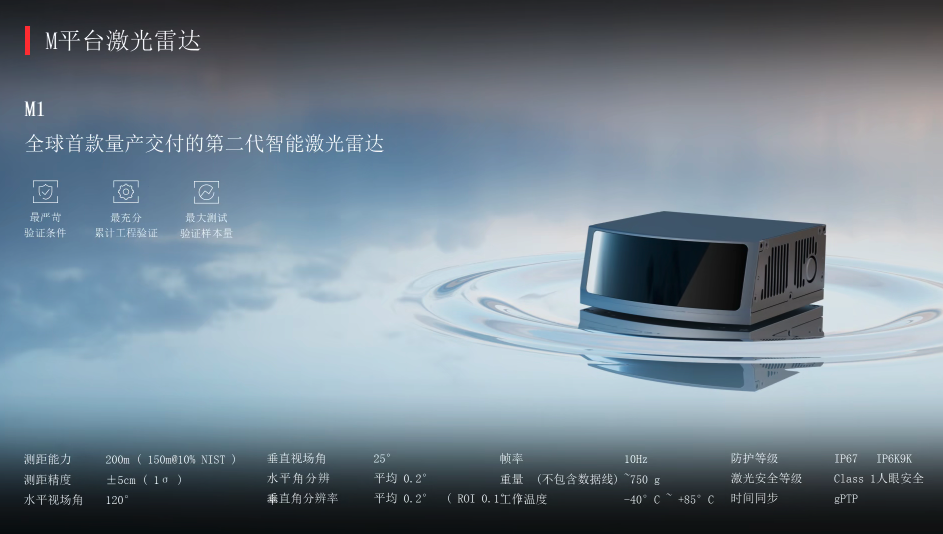 M平台激光雷达
M1
全球首款量产交付的第二代智能激光雷达
最严苛
验证条件
最充分
累计工程验证
最大测试
验证样本量
测距能力 200m ( 150m@10% NIST )
测距精度 ±5cm ( 1σ )
水平视场角 120°
垂直视场角 25°
水平角分辨 平均 0.2°
垂直角分辨率 平均 0.2° ( ROI 0.1°
帧率 10Hz
重量 (不包含数据线) ~750 g
工作温度 -40°C ~ +85°C
防护等级 IP67 IP6K9K
激光安全等级 Class 1人眼安全
时间同步 gPTP